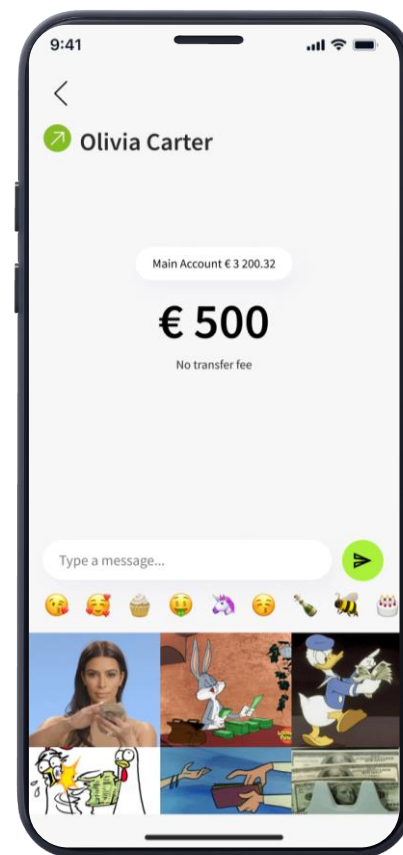 9:41
Olivia Carter
Main Account € 3 200.32
€ 500
No transfer fee
Type a message...